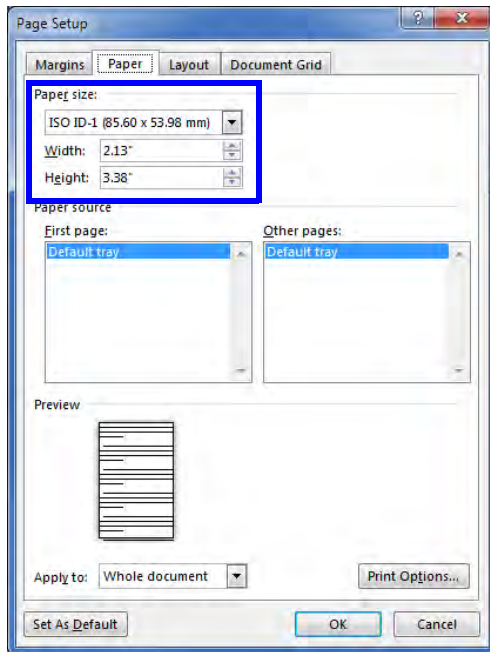 Page Setup
Margins Paper Layout Document Grid
Paper size:
ISO ID-1 (85.60 x 53.98 mm)
Width: 2.13"
Height: 3.38"
Paper source
First page: Other pages:
Default tray Default tray
Preview
Apply to: Whole document Print Options...
Set As Default OK Cancel